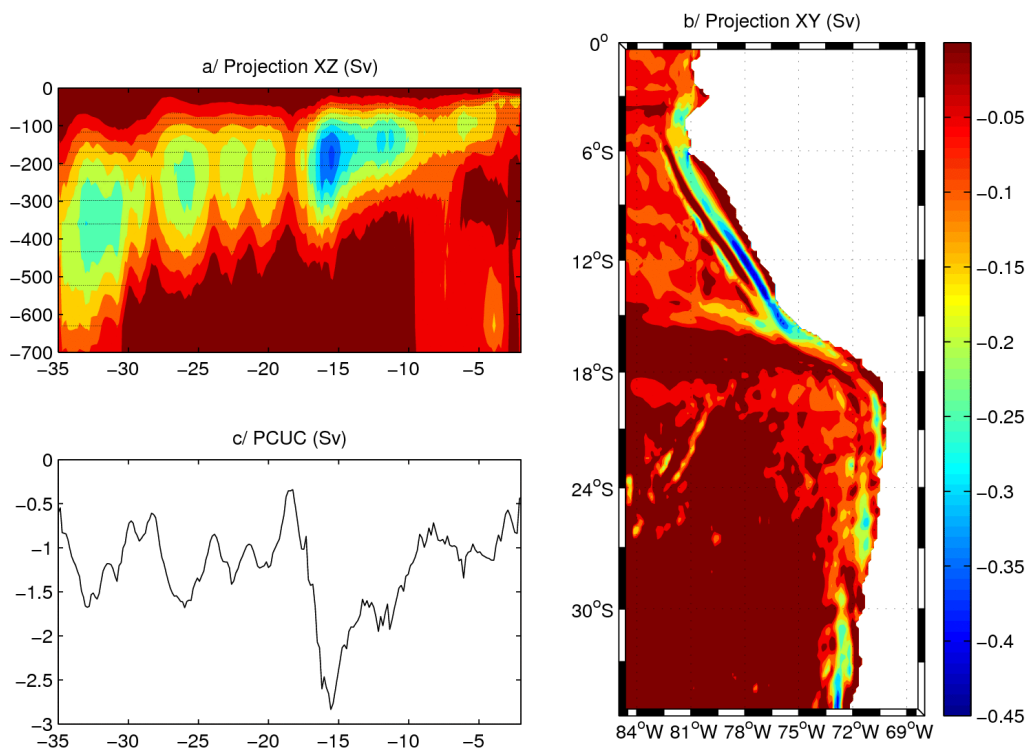 a/ Projection XZ (Sv)
0
−100
−200
−300
−400
−500
−600
−700
−35 −30 −25 −20 −15 −10 −5
c/ PCUC (Sv)
0
−0.5
−1
−1.5
−2
−2.5
−3
−35 −30 −25 −20 −15 −10 −5
b/ Projection XY (Sv)
0°
6°S
12°S
18°S
24°S
30°S
84°W 81°W 78°W 75°W 72°W 69°W
−0.05
−0.1
−0.15
−0.2
−0.25
−0.3
−0.35
−0.4
−0.45